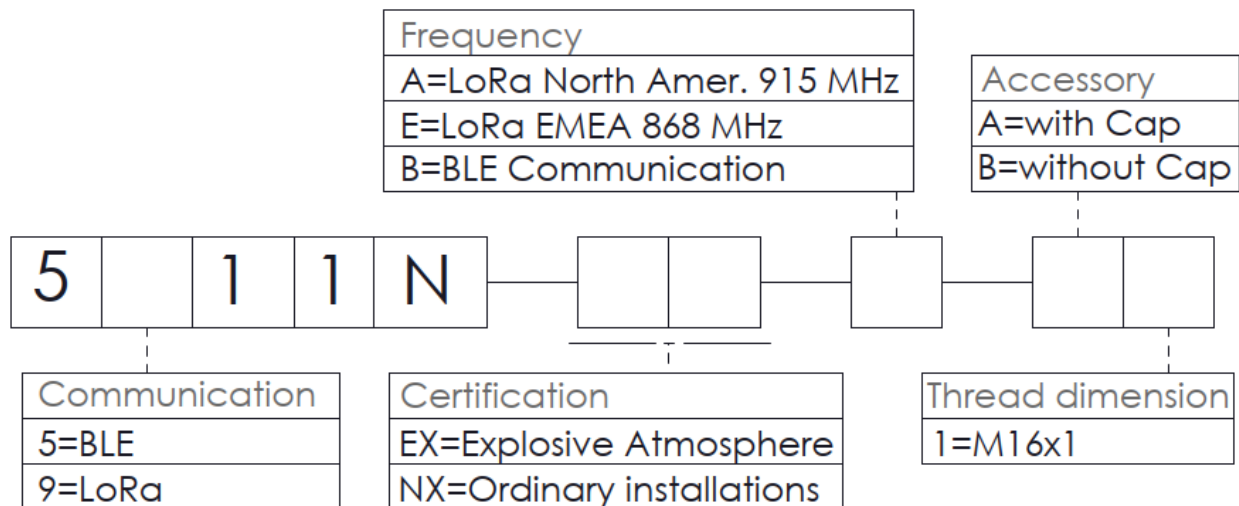 Frequency
A=LoRa North Amer. 915 MHz
E=LoRa EMEA 868 MHz
B=BLE Communication
Accessory
A=with Cap
B=without Cap
5 1 1 N
Communication
5=BLE
9=LoRa
Certification
EX=Explosive Atmosphere
NX=Ordinary installations
Thread dimension
1=M16x1